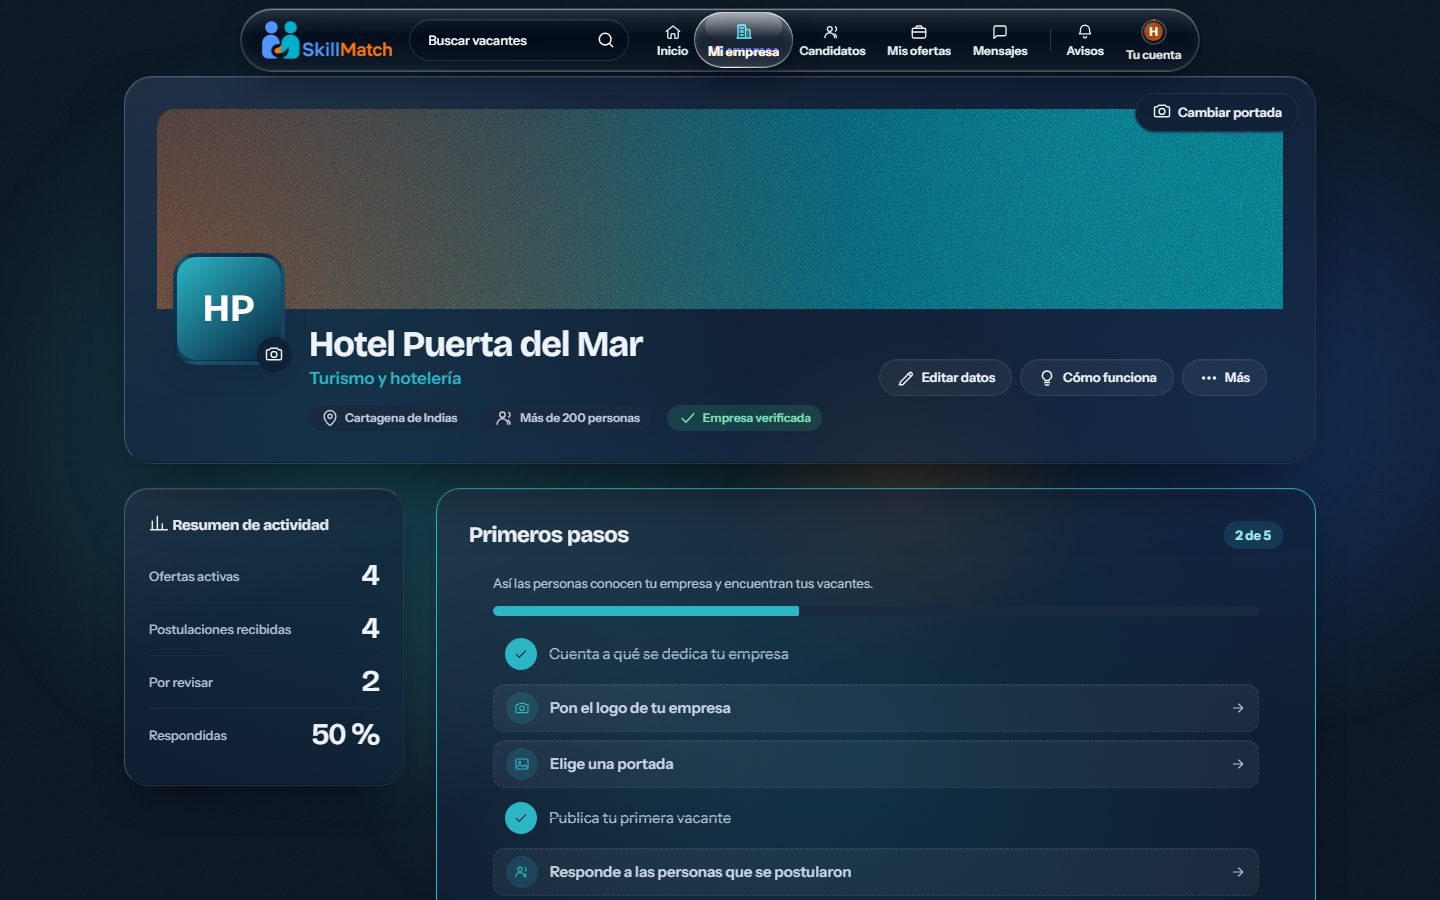 SkillMatch
Buscar vacantes
Inicio
Mi empresa
Candidatos
Mis ofertas
Mensajes
Avisos
H
Tu cuenta
Cambiar portada
HP
Hotel Puerta del Mar
Turismo y hotelería
Editar datos
Cómo funciona
Más
Cartagena de Indias
Más de 200 personas
Empresa verificada
Resumen de actividad
Ofertas activas 4
Postulaciones recibidas 4
Por revisar 2
Respondidas 50 %
Primeros pasos
2 de 5
Así las personas conocen tu empresa y encuentran tus vacantes.
Cuenta a qué se dedica tu empresa
Pon el logo de tu empresa
Elige una portada
Publica tu primera vacante
Responde a las personas que se postularon